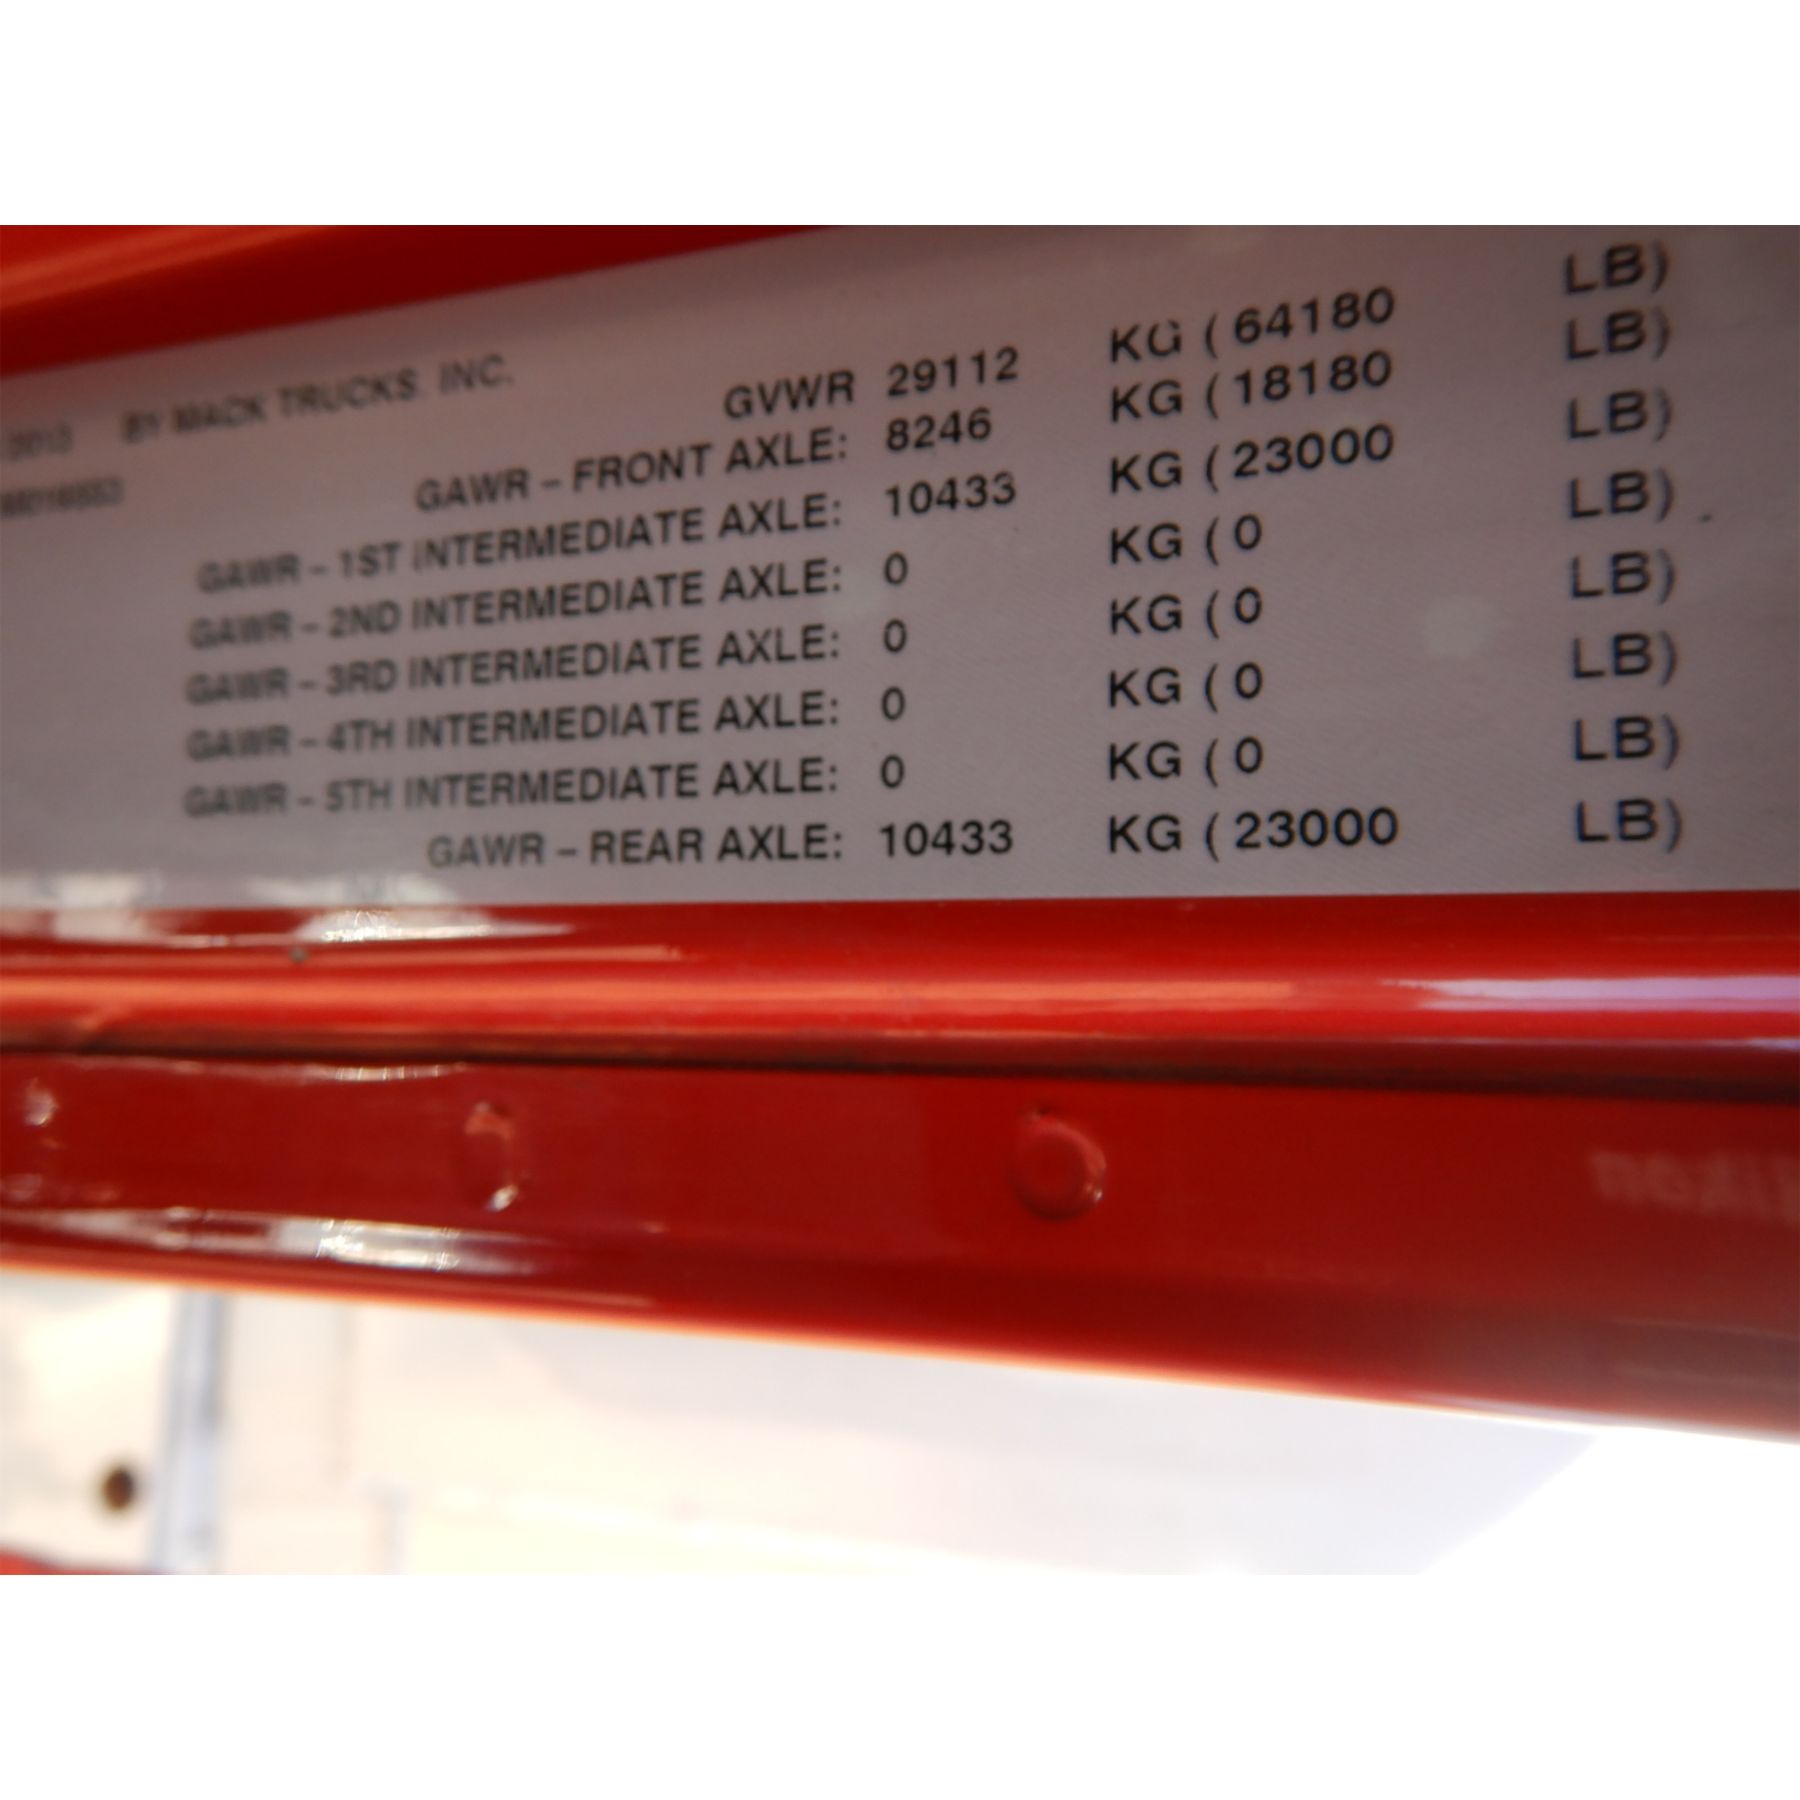 2013 BY MACK TRUCKS, INC.
GVWR 29112 KG ( 64180 LB)
GAWR – FRONT AXLE: 8246 KG ( 18180 LB)
GAWR – 1ST INTERMEDIATE AXLE: 10433 KG ( 23000 LB)
GAWR – 2ND INTERMEDIATE AXLE: 0 KG ( 0 LB)
GAWR – 3RD INTERMEDIATE AXLE: 0 KG ( 0 LB)
GAWR – 4TH INTERMEDIATE AXLE: 0 KG ( 0 LB)
GAWR – 5TH INTERMEDIATE AXLE: 0 KG ( 0 LB)
GAWR – REAR AXLE: 10433 KG ( 23000 LB)